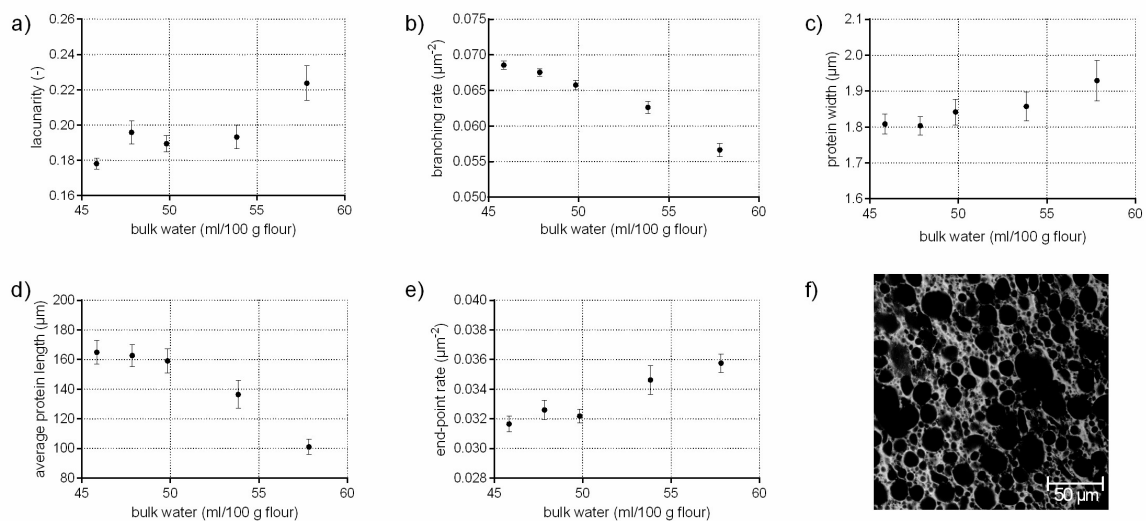 a)
lacunarity (-)
0.26
0.24
0.22
0.20
0.18
0.16
45 50 55 60
bulk water (ml/100 g flour)
b)
branching rate (µm⁻²)
0.075
0.070
0.065
0.060
0.055
0.050
45 50 55 60
bulk water (ml/100 g flour)
c)
protein width (µm)
2.1
2.0
1.9
1.8
1.7
1.6
45 50 55 60
bulk water (ml/100 g flour)
d)
average protein length (µm)
200
180
160
140
120
100
80
45 50 55 60
bulk water (ml/100 g flour)
e)
end-point rate (µm⁻²)
0.040
0.038
0.036
0.034
0.032
0.030
0.028
45 50 55 60
bulk water (ml/100 g flour)
f)
50 µm